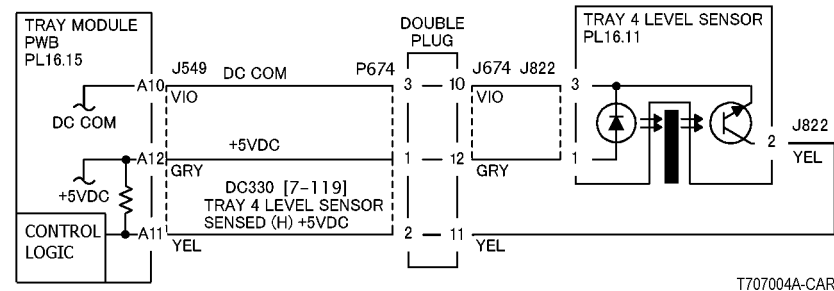 TRAY MODULE
PWB
PL16.15
DOUBLE
PLUG
TRAY 4 LEVEL SENSOR
PL16.11
A10 J549 DC COM P674 3 10 J674 J822 3
VIO VIO
DC COM
J822
2
A12 +5VDC 1 12 1 YEL
GRY GRY
+5VDC
DC330 [7-119]
TRAY 4 LEVEL SENSOR
SENSED (H) +5VDC
CONTROL
LOGIC
A11 2 11
YEL YEL
T707004A-CAR